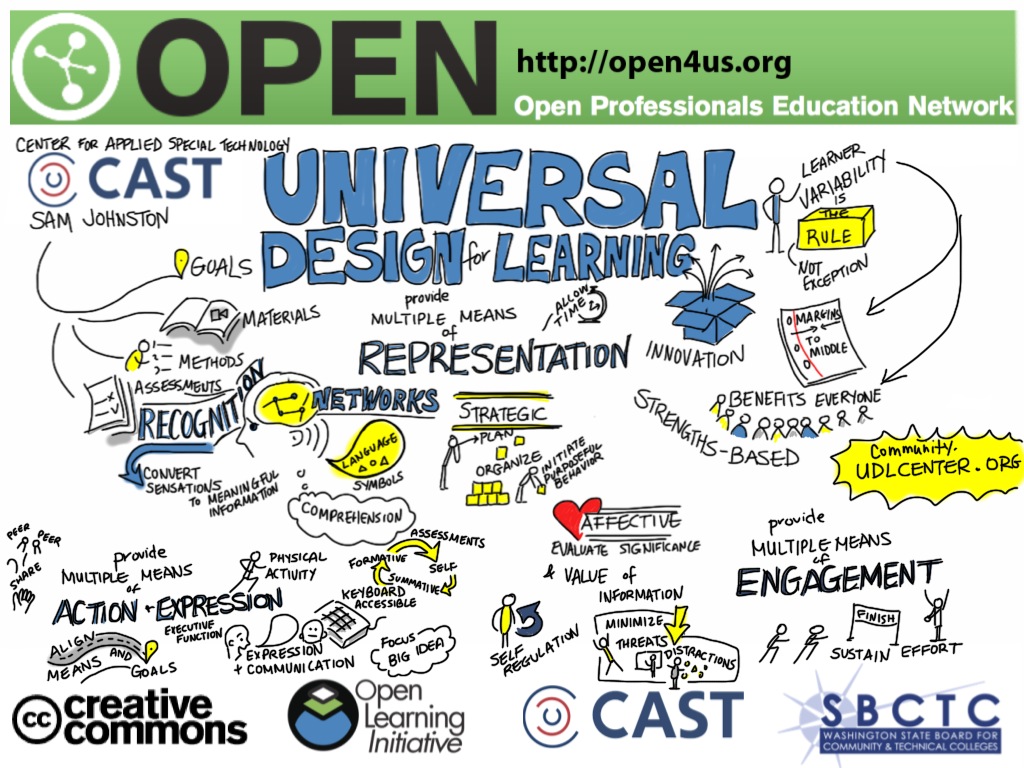 OPEN
http://open4us.org
Open Professionals Education Network
CENTER FOR APPLIED SPECIAL TECHNOLOGY
CAST
SAM JOHNSTON
UNIVERSAL
DESIGN for LEARNING
LEARNER
VARIABILITY
IS
THE
RULE
NOT
EXCEPTION
GOALS
MATERIALS
METHODS
ASSESSMENTS
provide
MULTIPLE MEANS
of
REPRESENTATION
ALLOW
TIME
INNOVATION
MARGINS
TO
MIDDLE
BENEFITS EVERYONE
STRENGTHS-BASED
Community.
UDLCENTER.ORG
RECOGNITION
NETWORKS
CONVERT
SENSATIONS
TO MEANINGFUL
INFORMATION
LANGUAGE
SYMBOLS
COMPREHENSION
STRATEGIC
PLAN
ORGANIZE
INITIATE
PURPOSEFUL
BEHAVIOR
AFFECTIVE
EVALUATE SIGNIFICANCE
& VALUE of
INFORMATION
SELF
REGULATION
MINIMIZE
THREATS
DISTRACTIONS
provide
MULTIPLE MEANS
of
ENGAGEMENT
FINISH
SUSTAIN EFFORT
PEER
PEER
SHARE
provide
MULTIPLE MEANS
of
ACTION + EXPRESSION
PHYSICAL
ACTIVITY
ASSESSMENTS
FORMATIVE
SELF
SUMMATIVE
KEYBOARD
ACCESSIBLE
EXECUTIVE
FUNCTION
EXPRESSION
+ COMMUNICATION
FOCUS
BIG IDEA
ALIGN
MEANS AND GOALS
cc creative
commons
Open
Learning
Initiative
CAST
SBCTC
WASHINGTON STATE BOARD FOR
COMMUNITY & TECHNICAL COLLEGES